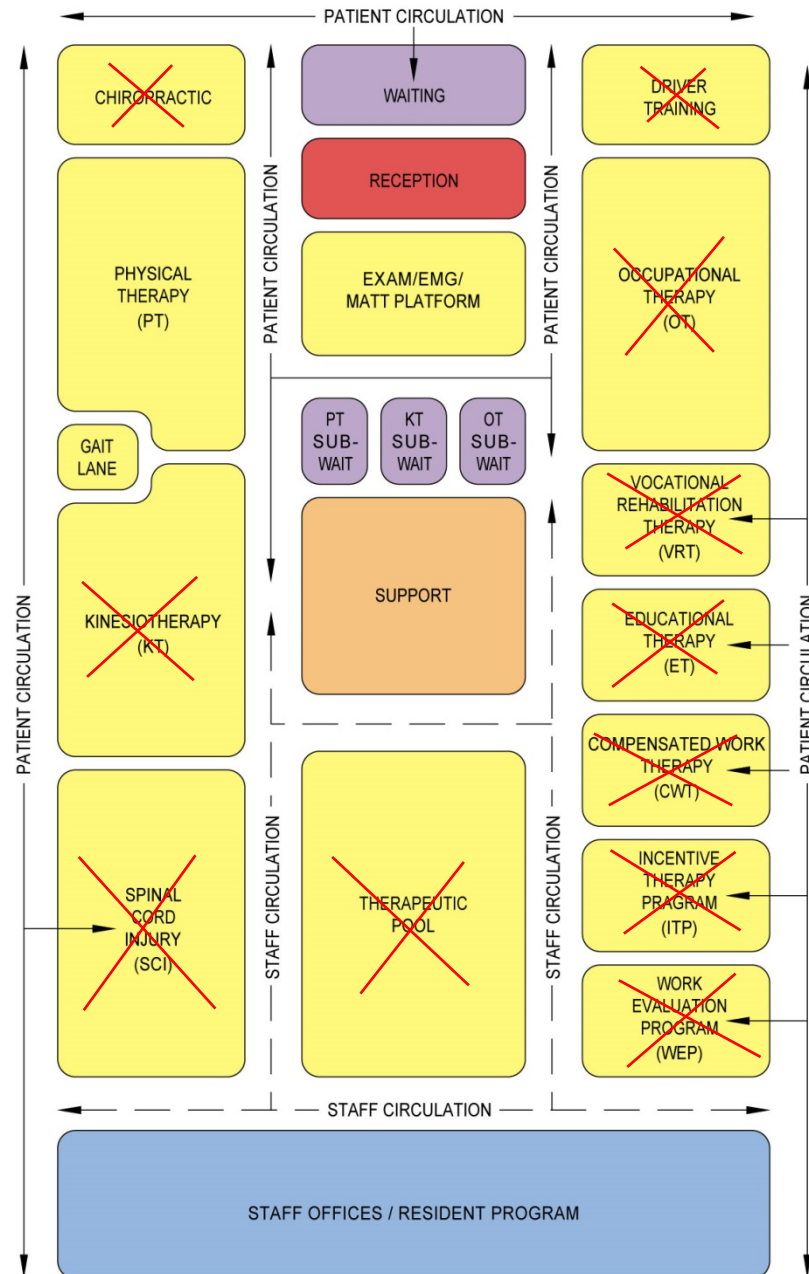 PATIENT CIRCULATION
CHIROPRACTIC
WAITING
DRIVER
TRAINING
RECEPTION
PATIENT CIRCULATION
PATIENT CIRCULATION
PHYSICAL
THERAPY
(PT)
EXAM/EMG/
MATT PLATFORM
OCCUPATIONAL
THERAPY
(OT)
GAIT
LANE
PT
SUB-
WAIT
KT
SUB-
WAIT
OT
SUB-
WAIT
VOCATIONAL
REHABILITATION
THERAPY
(VRT)
KINESIOTHERAPY
(KT)
SUPPORT
EDUCATIONAL
THERAPY
(ET)
PATIENT CIRCULATION
PATIENT CIRCULATION
COMPENSATED WORK
THERAPY
(CWT)
SPINAL
CORD
INJURY
(SCI)
STAFF CIRCULATION
THERAPEUTIC
POOL
STAFF CIRCULATION
INCENTIVE
THERAPY
PRAGRAM
(ITP)
WORK
EVALUATION
PROGRAM
(WEP)
STAFF CIRCULATION
STAFF OFFICES / RESIDENT PROGRAM